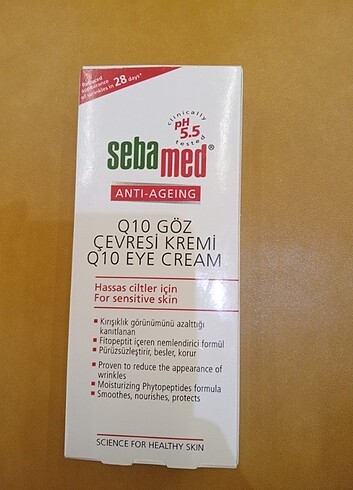 Reduced
appearance
of wrinkles in 28 days*
clinically
pH
5.5
tested
sebamed®
ANTI-AGEING
Q10 GÖZ
ÇEVRESİ KREMİ
Q10 EYE CREAM
Hassas ciltler için
For sensitive skin
• Kırışıklık görünümünü azalttığı
kanıtlanan
• Fitopeptit içeren nemlendirici formül
• Pürüzsüzleştirir, besler, korur
• Proven to reduce the appearance of
wrinkles
• Moisturizing Phytopeptides formula
• Smoothes, nourishes, protects
SCIENCE FOR HEALTHY SKIN